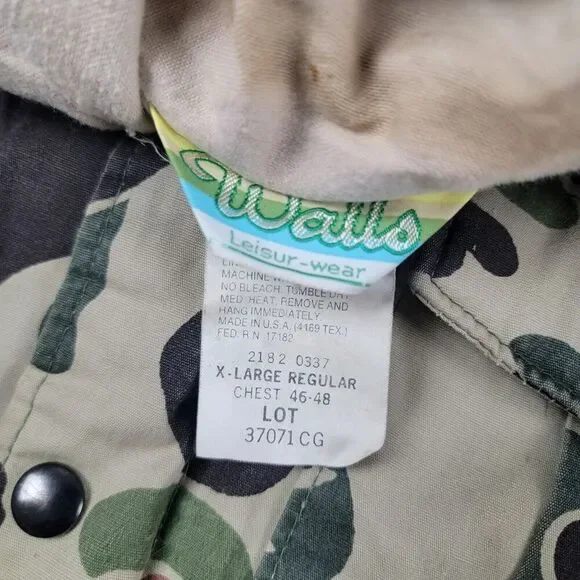 Walls
Leisur-wear
MACHINE
NO BLEACH. TUMBLE DRY
MED. HEAT. REMOVE AND
HANG IMMEDIATELY.
MADE IN U.S.A. (4169 TEX.)
FED. R.N. 17182
2182 0337
X-LARGE REGULAR
CHEST 46-48
LOT
37071 CG